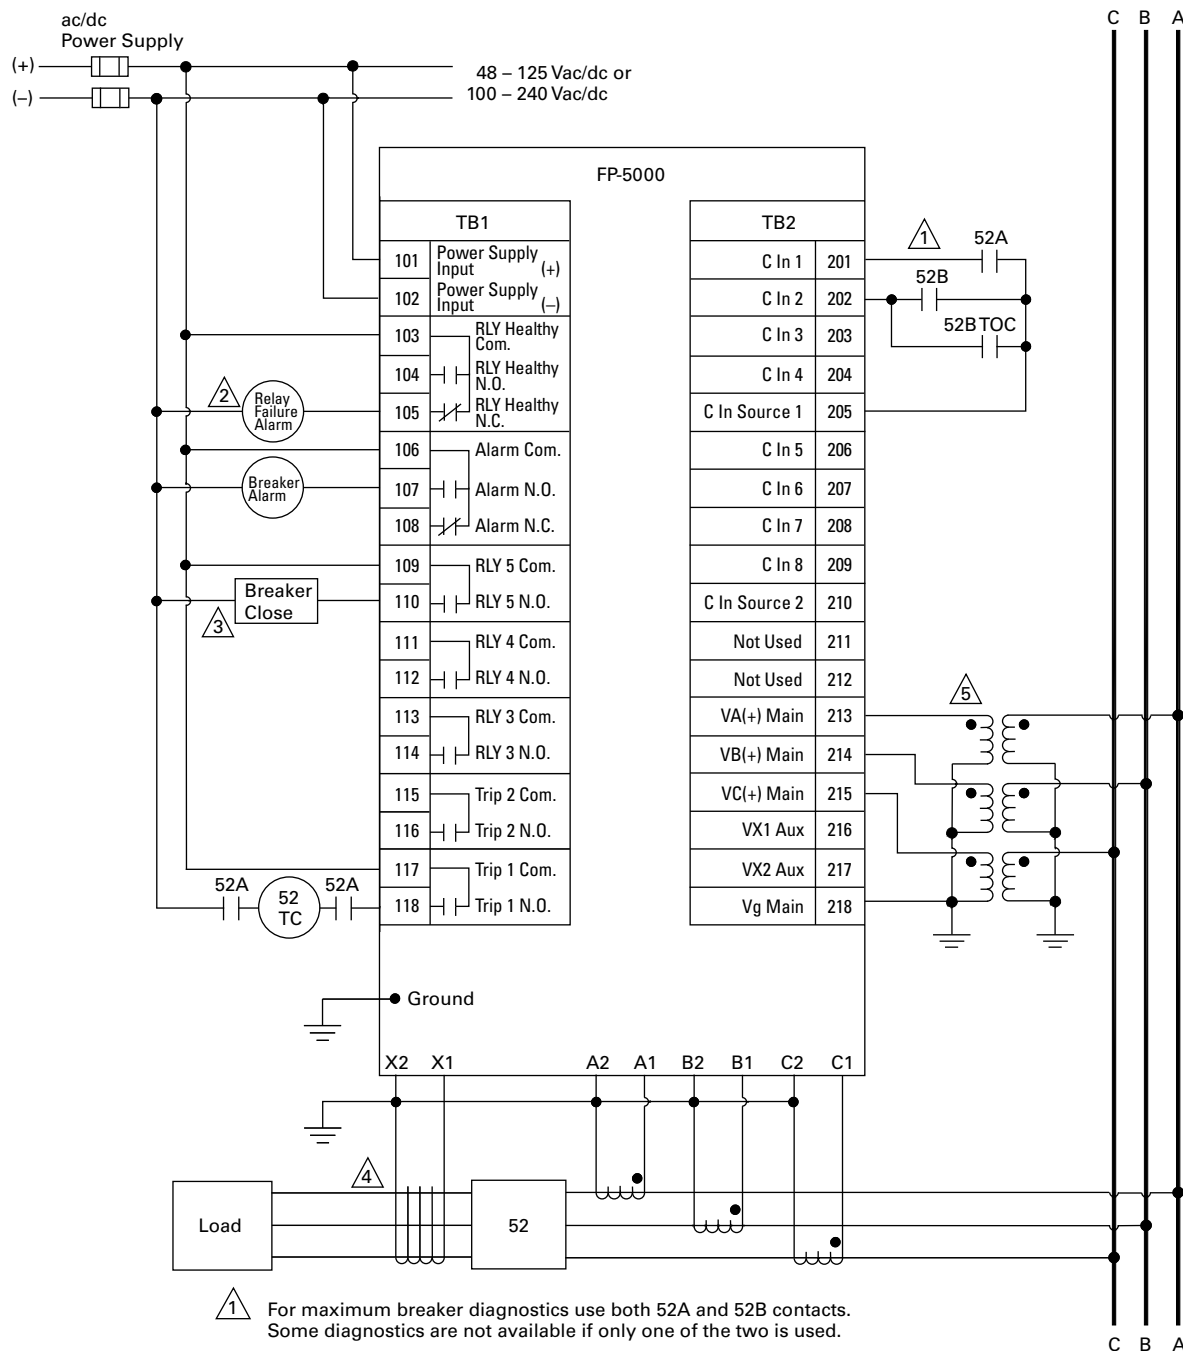 ac/dc
Power Supply
C B A
(+)
48 – 125 Vac/dc or
(–)
100 – 240 Vac/dc
FP-5000
TB1
101 Power Supply Input (+)
102 Power Supply Input (–)
103 RLY Healthy Com.
104 RLY Healthy N.O.
105 RLY Healthy N.C.
106 Alarm Com.
107 Alarm N.O.
108 Alarm N.C.
109 RLY 5 Com.
110 RLY 5 N.O.
111 RLY 4 Com.
112 RLY 4 N.O.
113 RLY 3 Com.
114 RLY 3 N.O.
115 Trip 2 Com.
116 Trip 2 N.O.
117 Trip 1 Com.
118 Trip 1 N.O.
2
Relay
Failure
Alarm
Breaker
Alarm
Breaker
Close
3
52A
52
TC
52A
TB2
C In 1 201
C In 2 202
C In 3 203
C In 4 204
C In Source 1 205
C In 5 206
C In 6 207
C In 7 208
C In 8 209
C In Source 2 210
Not Used 211
Not Used 212
VA(+) Main 213
VB(+) Main 214
VC(+) Main 215
VX1 Aux 216
VX2 Aux 217
Vg Main 218
1
52A
52B
52B TOC
5
Ground
X2 X1 A2 A1 B2 B1 C2 C1
4
Load
52
1 For maximum breaker diagnostics use both 52A and 52B contacts.
Some diagnostics are not available if only one of the two is used.
C B A